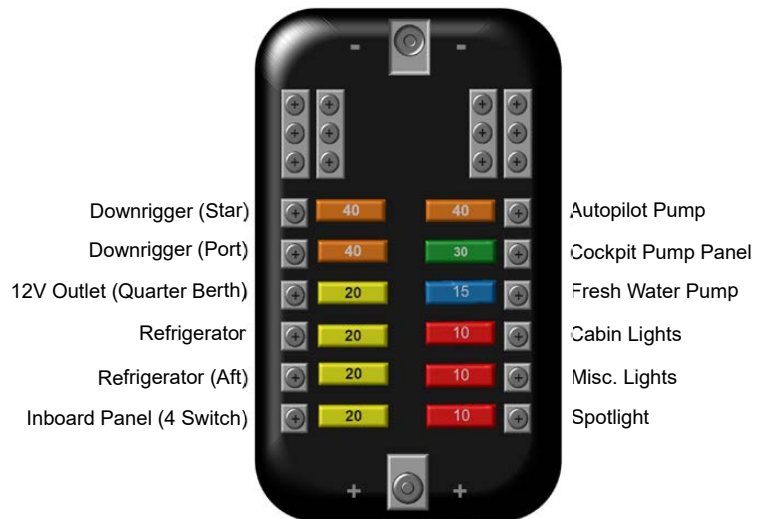 - -
Downrigger (Star) 40 40 Autopilot Pump
Downrigger (Port) 40 30 Cockpit Pump Panel
12V Outlet (Quarter Berth) 20 15 Fresh Water Pump
Refrigerator 20 10 Cabin Lights
Refrigerator (Aft) 20 10 Misc. Lights
Inboard Panel (4 Switch) 20 10 Spotlight
+ +